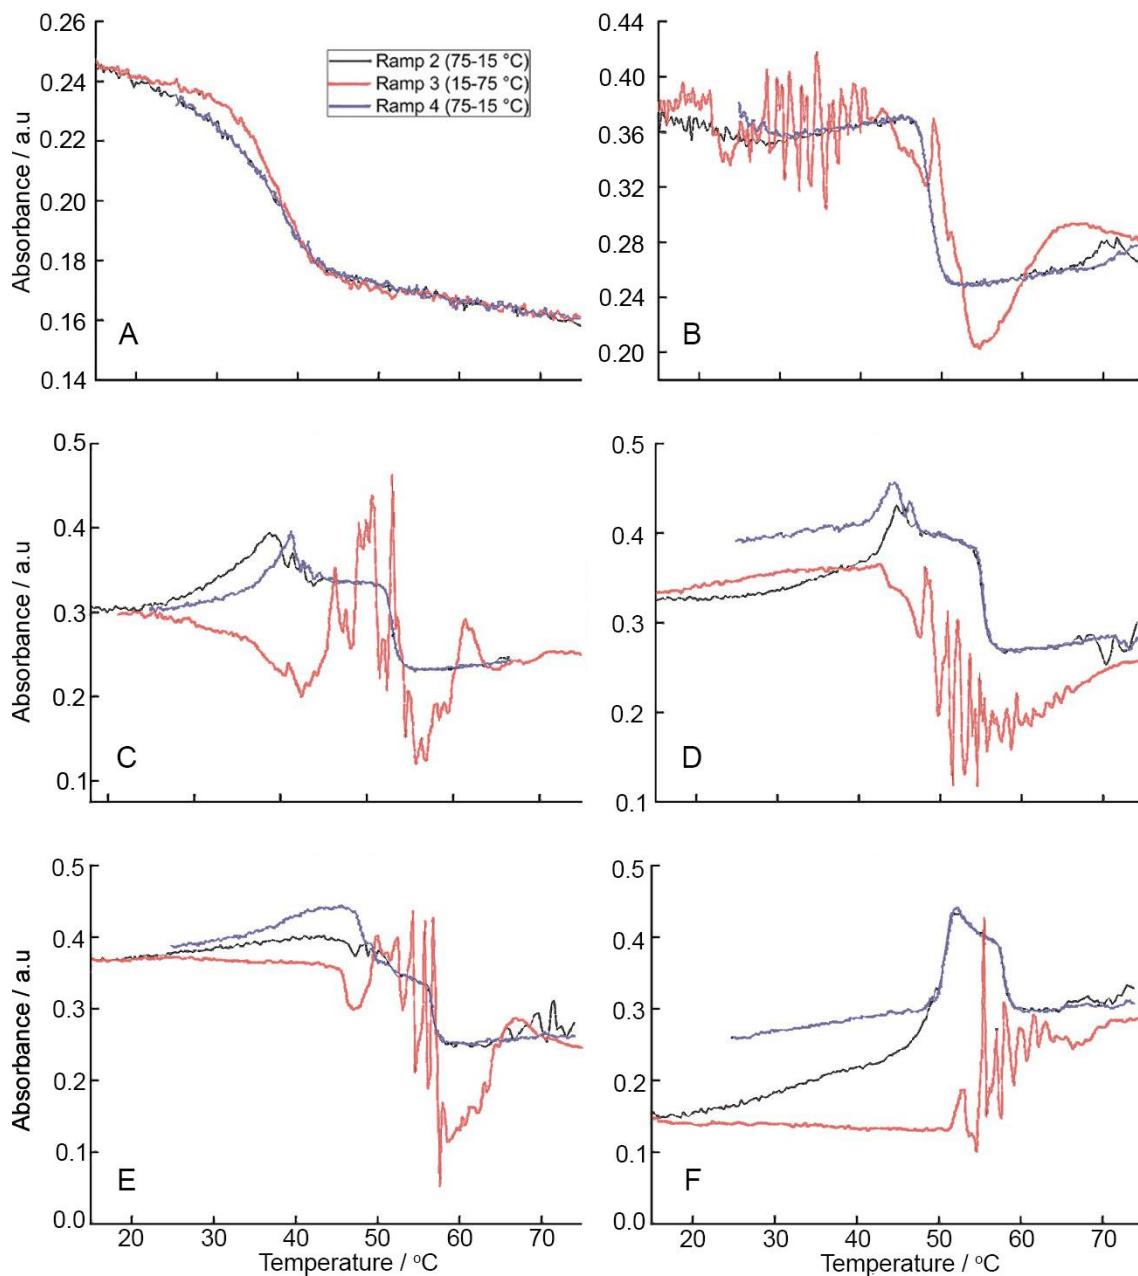 0.26
0.24
0.22
0.20
0.18
0.16
0.14
Absorbance / a.u
Ramp 2 (75-15 °C)
Ramp 3 (15-75 °C)
Ramp 4 (75-15 °C)
A
0.44
0.40
0.36
0.32
0.28
0.24
0.20
B
0.5
0.4
0.3
0.2
0.1
Absorbance / a.u
C
0.5
0.4
0.3
0.2
0.1
D
0.5
0.4
0.3
0.2
0.1
0.0
Absorbance / a.u
E
20 30 40 50 60 70
Temperature / °C
0.5
0.4
0.3
0.2
0.1
0.0
F
20 30 40 50 60 70
Temperature / °C